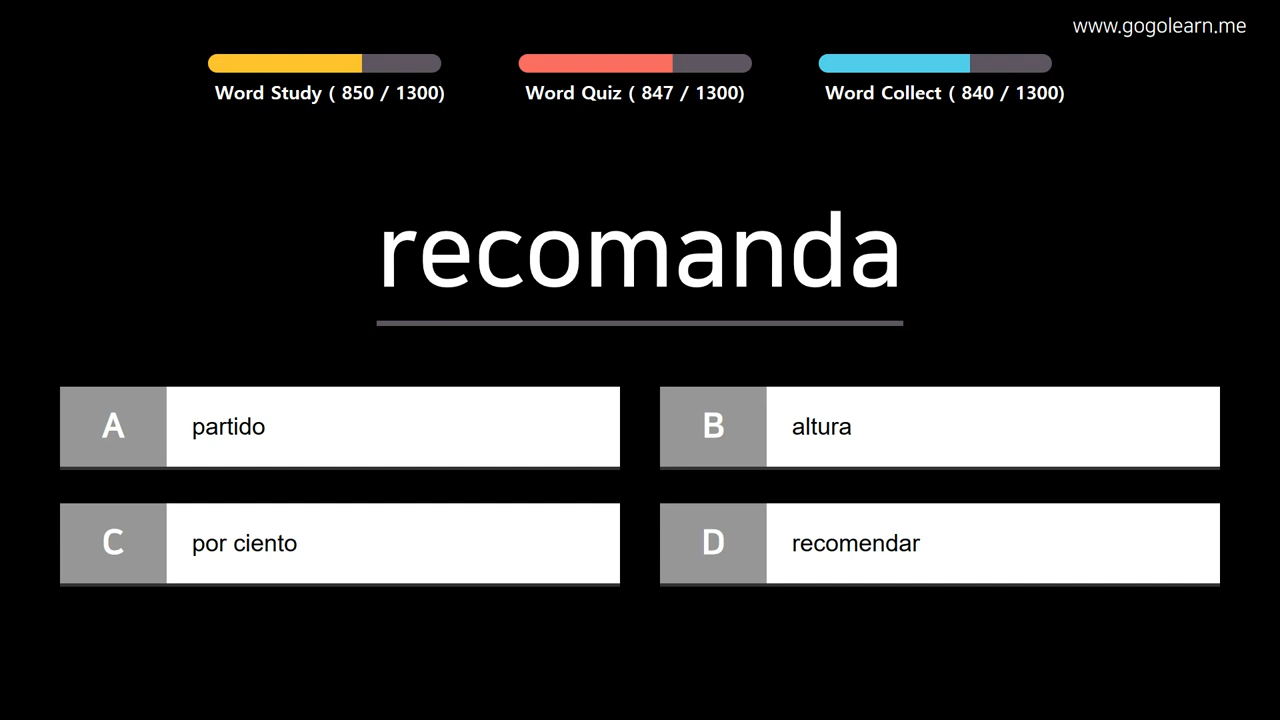 www.gogolearn.me
Word Study ( 850 / 1300)
Word Quiz ( 847 / 1300)
Word Collect ( 840 / 1300)
recomanda
A partido
B altura
C por ciento
D recomendar